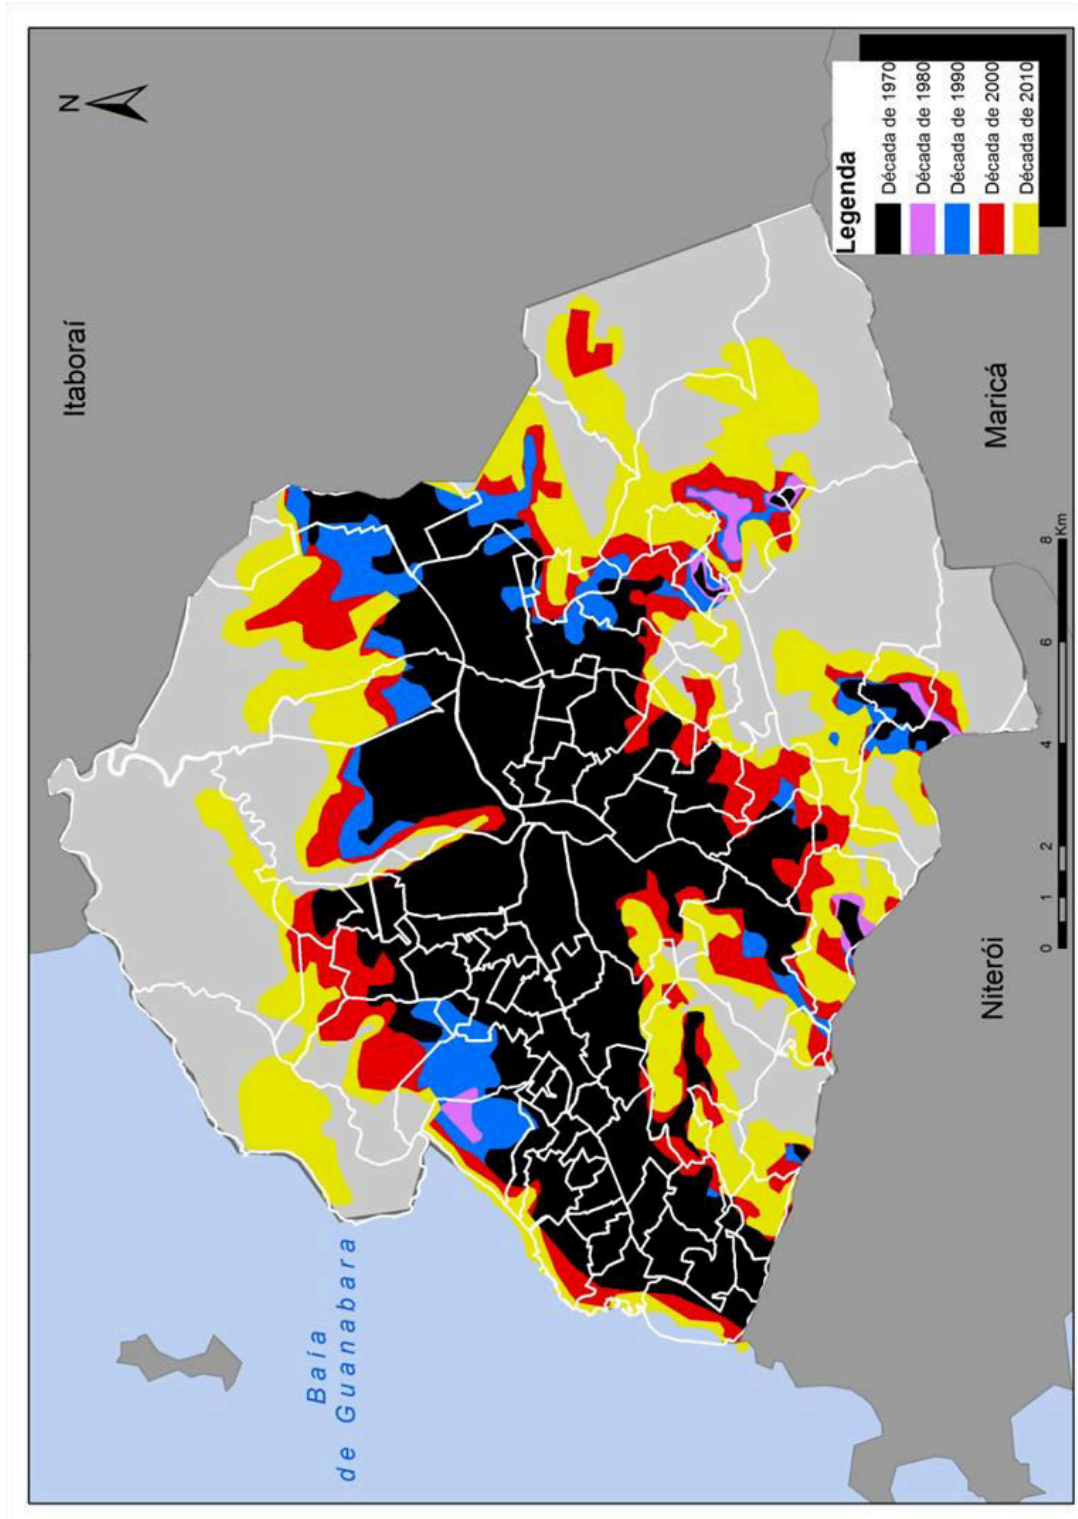 N
Itaboraí
Baía
de Guanabara
Niterói
Maricá
Legenda
Década de 1970
Década de 1980
Década de 1990
Década de 2000
Década de 2010
0 1 2 4 6 8
Km